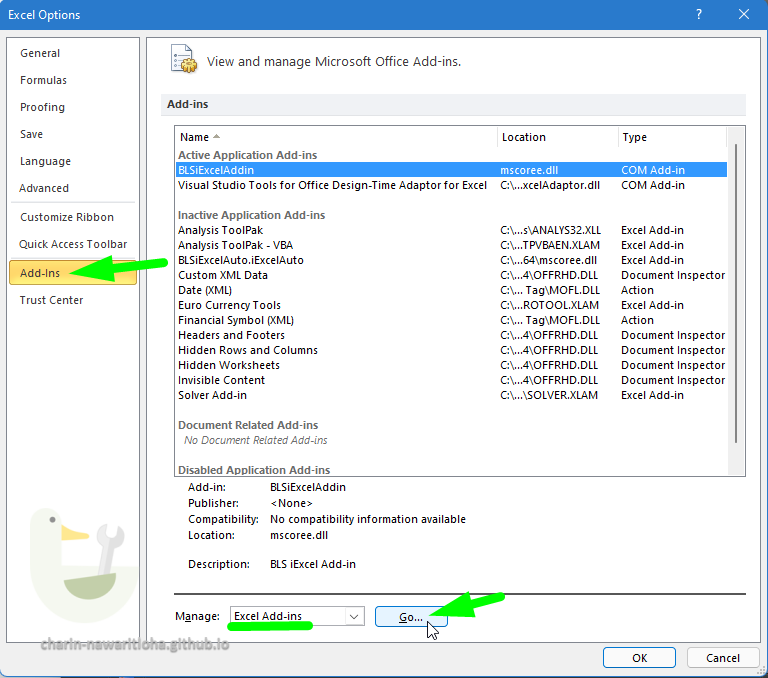 Excel Options
?
General
Formulas
Proofing
Save
Language
Advanced
Customize Ribbon
Quick Access Toolbar
Add-Ins
Trust Center
View and manage Microsoft Office Add-ins.
Add-ins
Name Location Type
Active Application Add-ins
BLSiExcelAddin mscoree.dll COM Add-in
Visual Studio Tools for Office Design-Time Adaptor for Excel C:\...xcelAdaptor.dll COM Add-in
Inactive Application Add-ins
Analysis ToolPak C:\...s\ANALYS32.XLL Excel Add-in
Analysis ToolPak - VBA C:\...TPVBAEN.XLAM Excel Add-in
BLSiExcelAuto.iExcelAuto C:\...64\mscoree.dll Excel Add-in
Custom XML Data C:\...4\OFFRHD.DLL Document Inspector
Date (XML) C:\... Tag\MOFL.DLL Action
Euro Currency Tools C:\...ROTOOL.XLAM Excel Add-in
Financial Symbol (XML) C:\... Tag\MOFL.DLL Action
Headers and Footers C:\...4\OFFRHD.DLL Document Inspector
Hidden Rows and Columns C:\...4\OFFRHD.DLL Document Inspector
Hidden Worksheets C:\...4\OFFRHD.DLL Document Inspector
Invisible Content C:\...4\OFFRHD.DLL Document Inspector
Solver Add-in C:\...\SOLVER.XLAM Excel Add-in
Document Related Add-ins
No Document Related Add-ins
Disabled Application Add-ins
Add-in: BLSiExcelAddin
Publisher: <None>
Compatibility: No compatibility information available
Location: mscoree.dll
Description: BLS iExcel Add-in
Manage: Excel Add-ins Go...
charin-nawaritloha.github.io
OK Cancel